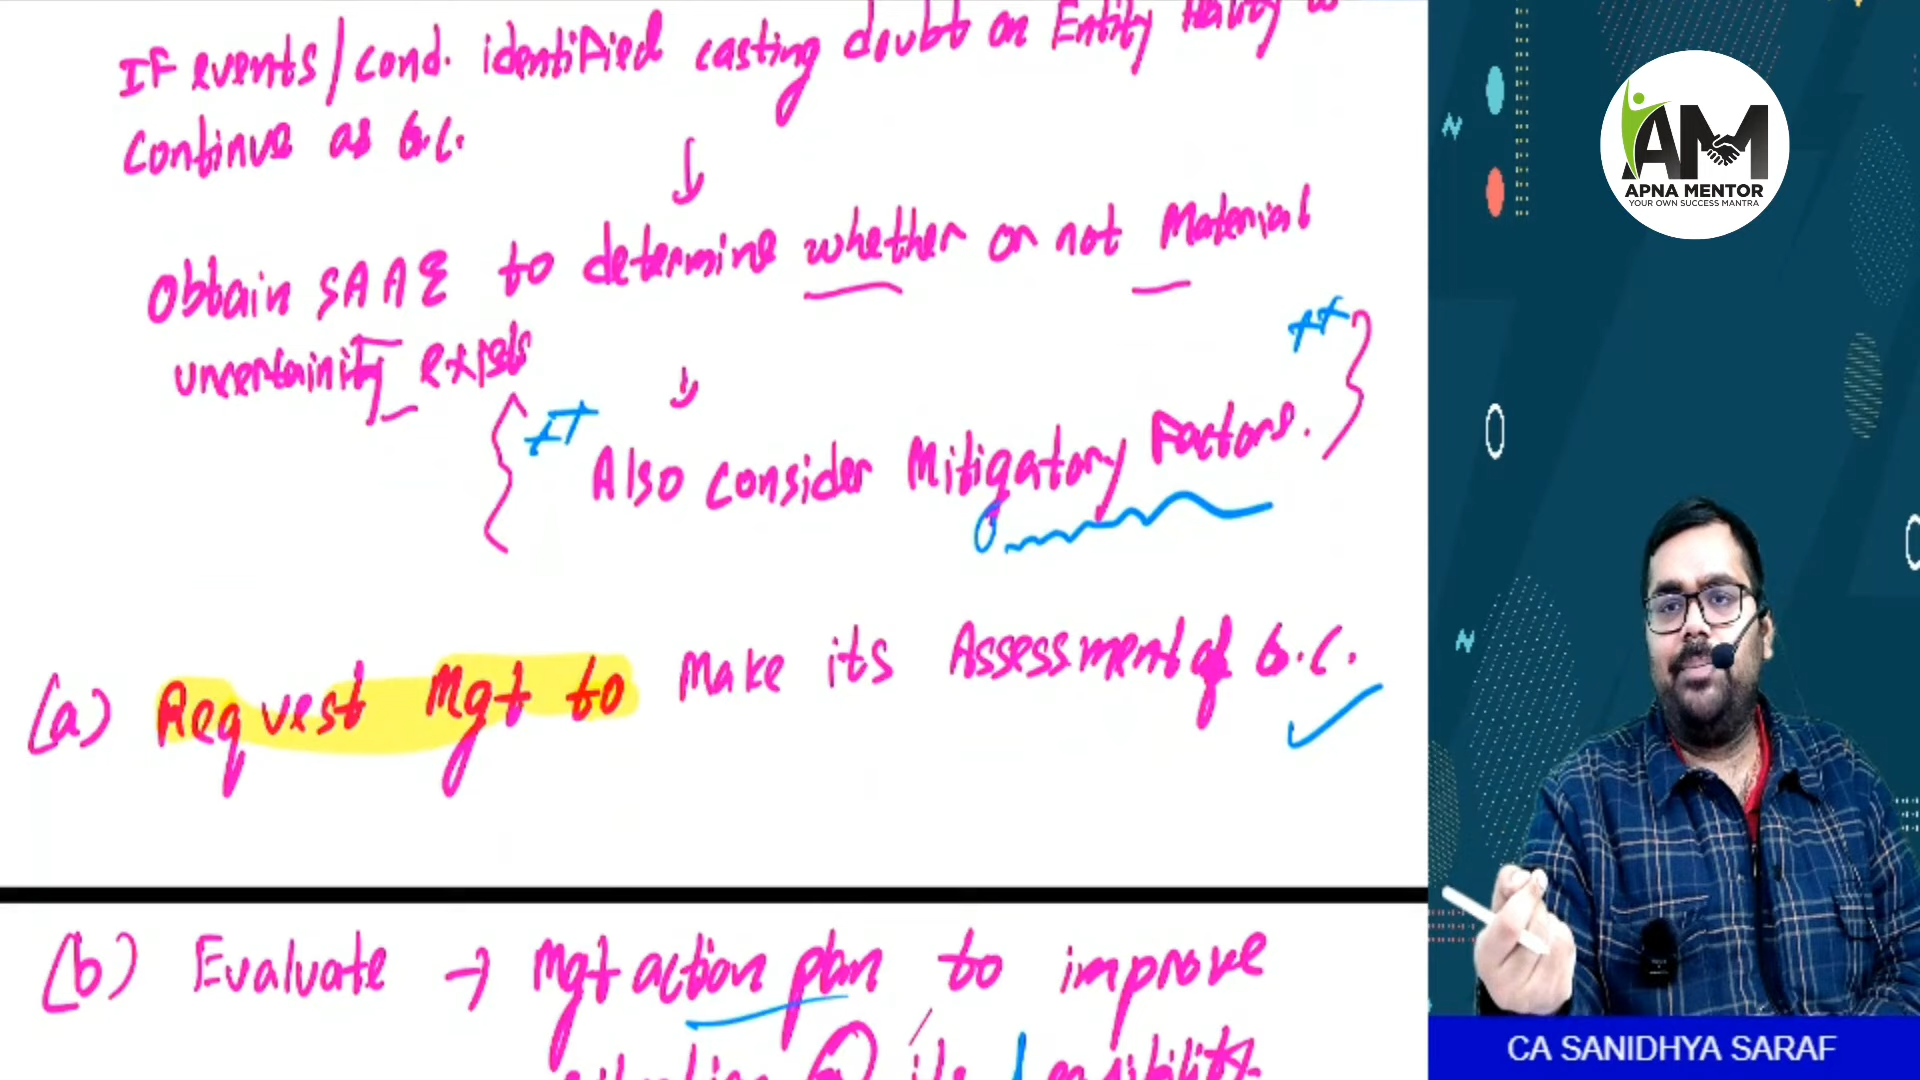 IF events/cond. identified casting doubt on Entity
continue as G.C.
Obtain SAAE to determine whether or not Material
uncertainity exists
Also consider Mitigatory Factors.
(a) Request Mgt to Make its Assessment of G.C.
(b) Evaluate → Mgt action plan to improve
AM
APNA MENTOR
YOUR OWN SUCCESS MANTRA
CA SANIDHYA SARAF